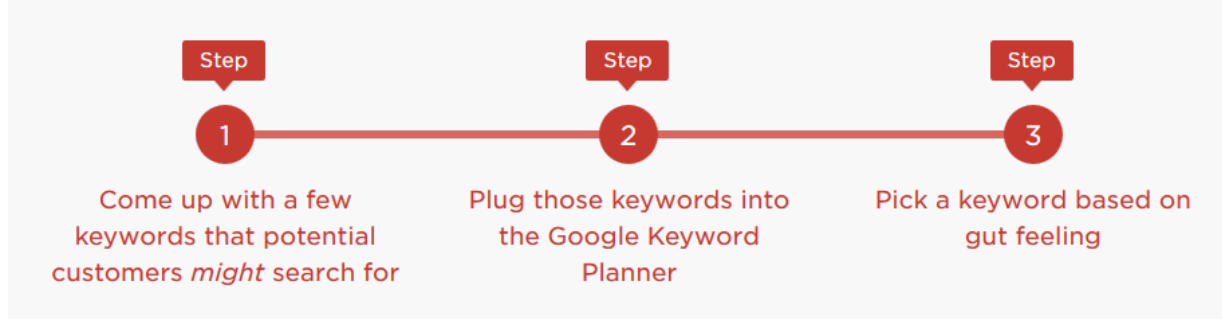 Step
1
Come up with a few
keywords that potential
customers might search for
Step
2
Plug those keywords into
the Google Keyword
Planner
Step
3
Pick a keyword based on
gut feeling